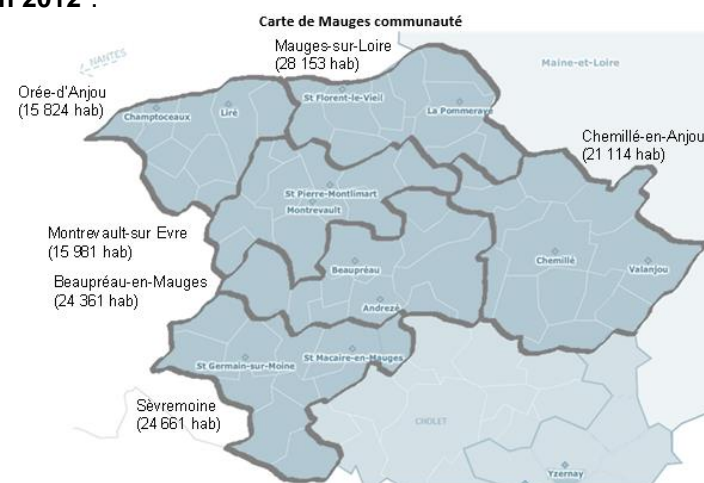 n 2012 .
Carte de Mauges communauté
Mauges-sur-Loire
(28 153 hab)
NANTES
Maine-et-Loire
Orée-d'Anjou
(15 824 hab)
St Florent-le-Vieil
Champtoceaux
Liré
La Pommeraye
Chemillé-en-Anjou
(21 114 hab)
St Pierre-Montlimart
Montrevault
Montrevault-sur Evre
(15 981 hab)
Chemillé
Valanjou
Beaupréau
Beaupréau-en-Mauges
(24 361 hab)
Andrezé
St Germain-sur-Moine
St Macaire-en-Mauges
Sèvremoine
(24 661 hab)
CHOLET
Yzernay